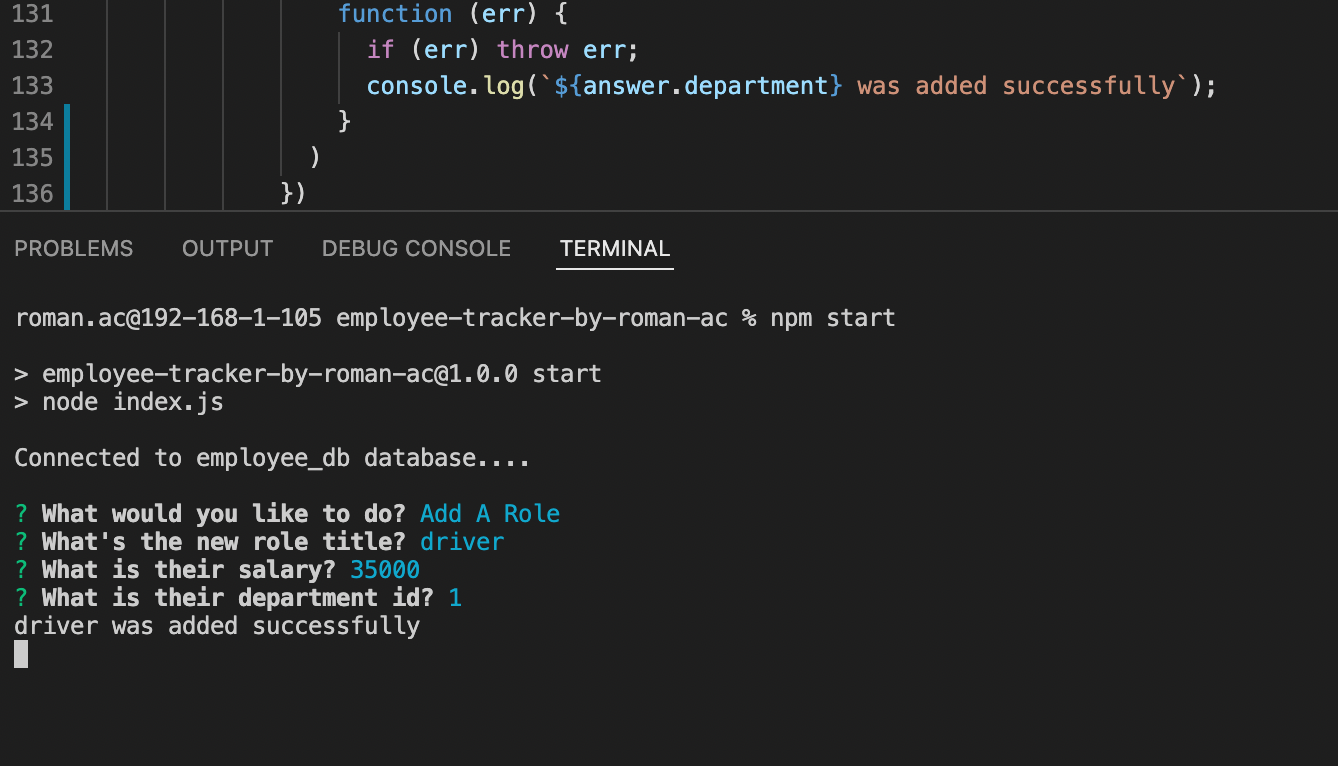 131 function (err) {
132 if (err) throw err;
133 console.log(`${answer.department} was added successfully`);
134 }
135 )
136 })
PROBLEMS OUTPUT DEBUG CONSOLE TERMINAL
roman.ac@192-168-1-105 employee-tracker-by-roman-ac % npm start
> employee-tracker-by-roman-ac@1.0.0 start
> node index.js
Connected to employee_db database....
? What would you like to do? Add A Role
? What's the new role title? driver
? What is their salary? 35000
? What is their department id? 1
driver was added successfully